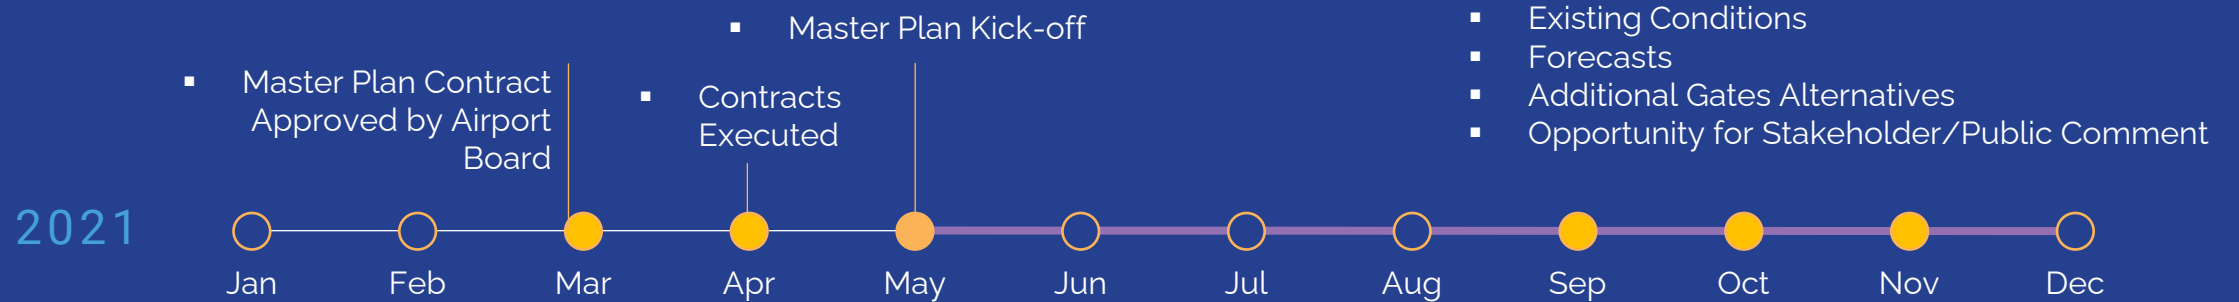 ▪ Master Plan Kick-off
▪ Master Plan Contract
Approved by Airport
Board
▪ Contracts
Executed
▪ Existing Conditions
▪ Forecasts
▪ Additional Gates Alternatives
▪ Opportunity for Stakeholder/Public Comment
2021
Jan Feb Mar Apr May Jun Jul Aug Sep Oct Nov Dec